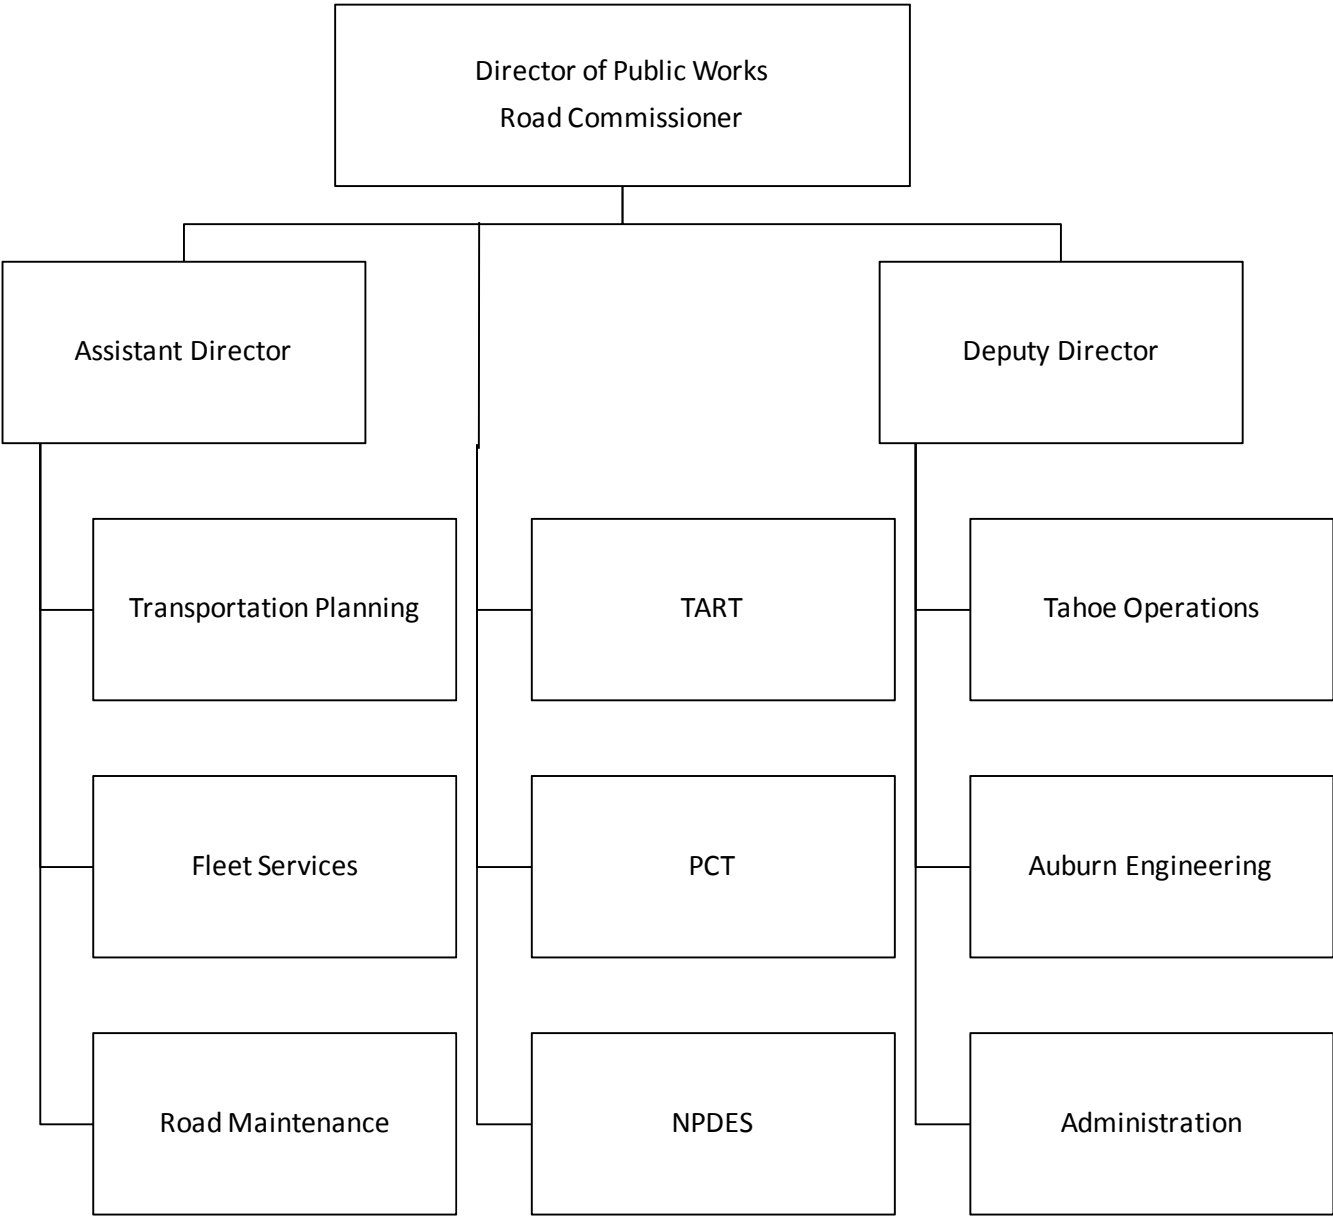 Director of Public Works
Road Commissioner
Assistant Director
Deputy Director
Transportation Planning
TART
Tahoe Operations
Fleet Services
PCT
Auburn Engineering
Road Maintenance
NPDES
Administration